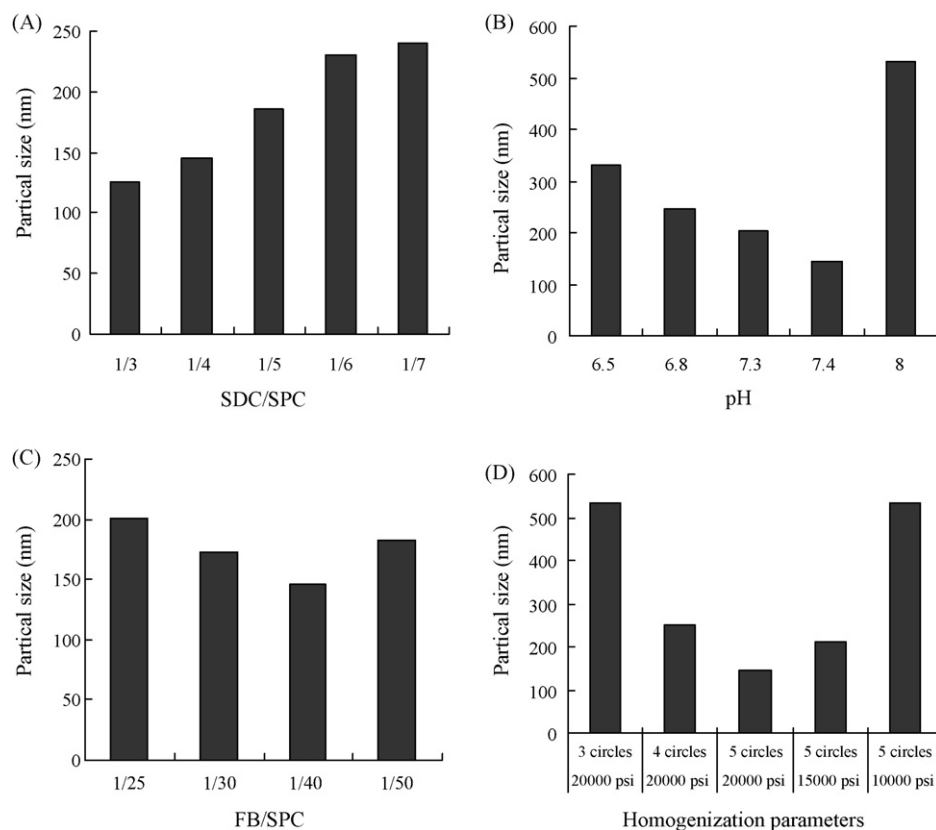 (A)
250
200
150
100
50
0
Partical size (nm)
1/3 1/4 1/5 1/6 1/7
SDC/SPC
(B)
600
500
400
300
200
100
0
Partical size (nm)
6.5 6.8 7.3 7.4 8
pH
(C)
250
200
150
100
50
0
Partical size (nm)
1/25 1/30 1/40 1/50
FB/SPC
(D)
600
500
400
300
200
100
0
Partical size (nm)
3 circles 4 circles 5 circles 5 circles 5 circles
20000 psi 20000 psi 20000 psi 15000 psi 10000 psi
Homogenization parameters